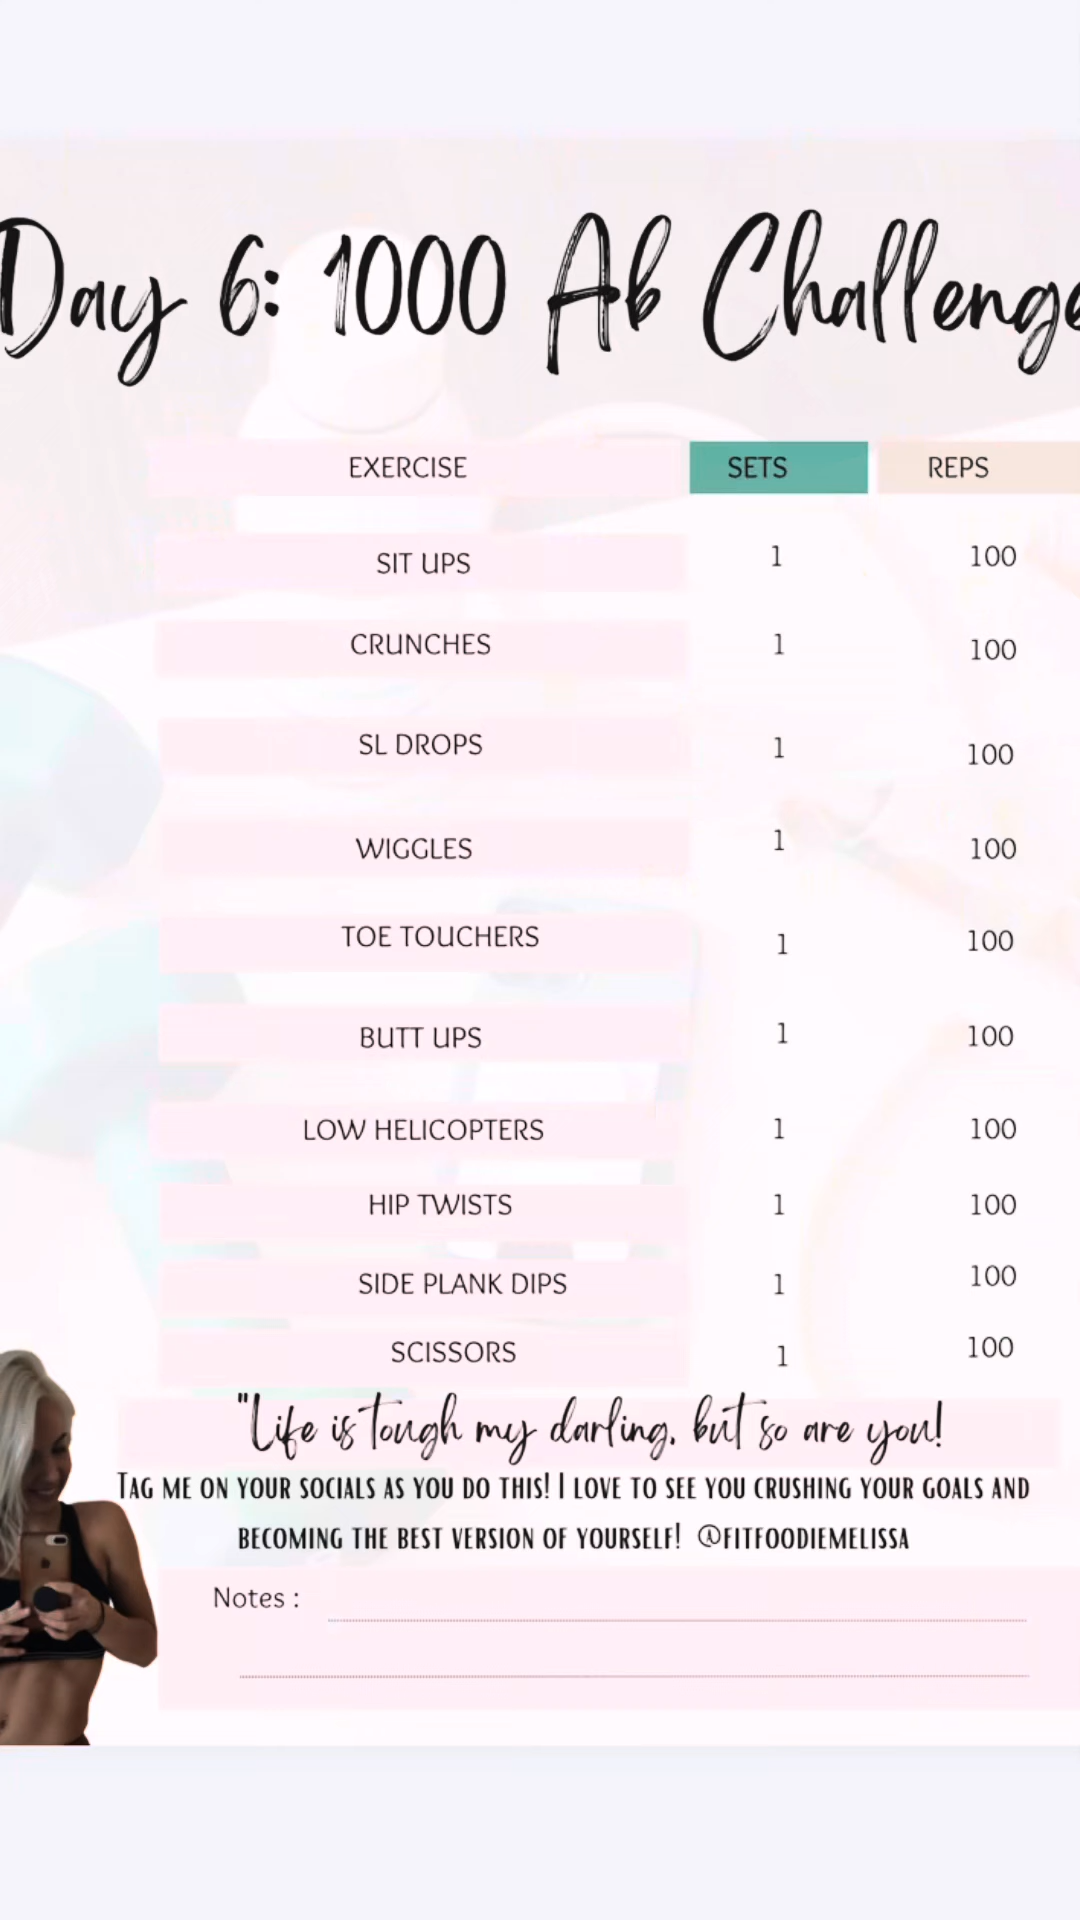 Day 6: 1000 Ab Challenge
EXERCISE SETS REPS
SIT UPS 1 100
CRUNCHES 1 100
SL DROPS 1 100
WIGGLES 1 100
TOE TOUCHERS 1 100
BUTT UPS 1 100
LOW HELICOPTERS 1 100
HIP TWISTS 1 100
SIDE PLANK DIPS 1 100
SCISSORS 1 100
"Life is tough my darling, but so are you!
TAG ME ON YOUR SOCIALS AS YOU DO THIS! I LOVE TO SEE YOU CRUSHING YOUR GOALS AND
BECOMING THE BEST VERSION OF YOURSELF! @FITFOODIEMELISSA
Notes :